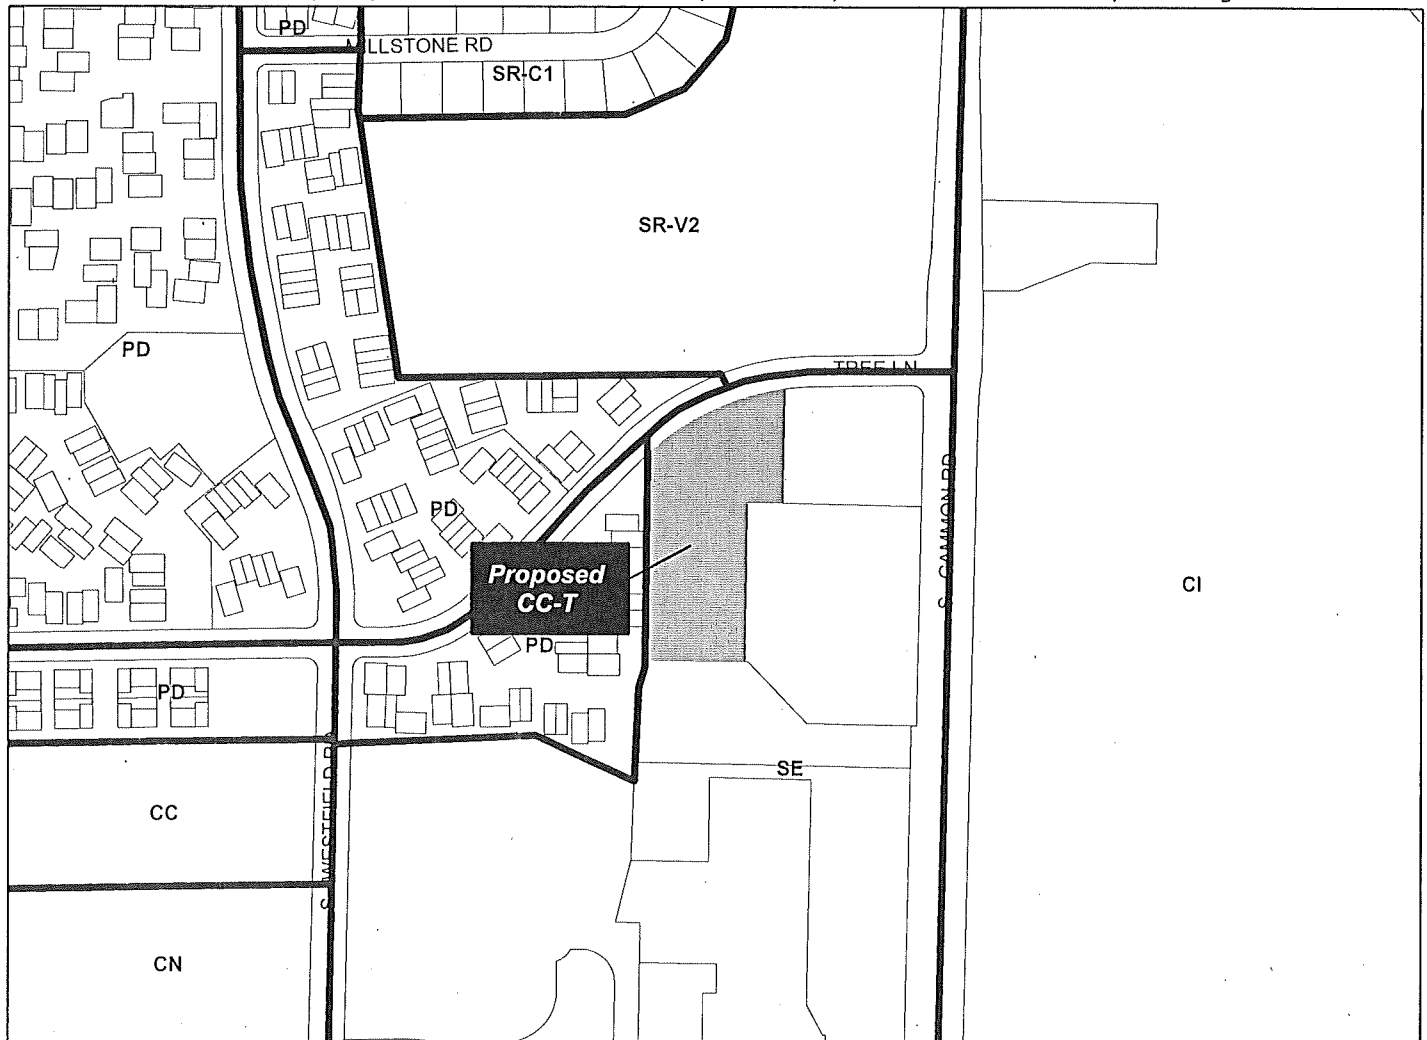 PD
MILLSTONE RD
SR-C1
SR-V2
PD
TREE LN
PD
S GAMMON RD
Proposed
CC-T
CI
PD
PD
SE
CC
S WESTFIELD RD
CN